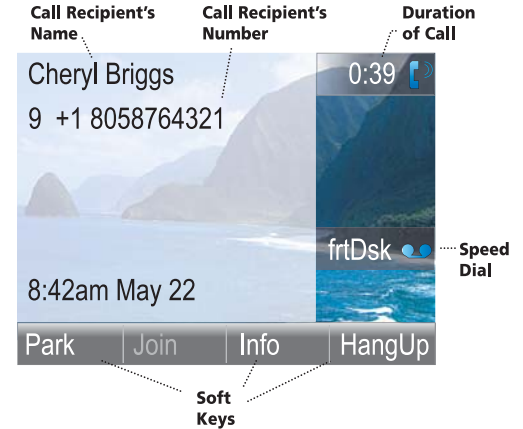 Call Recipient's
Name
Call Recipient's
Number
Duration
of Call
Cheryl Briggs
0:39
9 +1 8058764321
frtDsk
Speed
Dial
8:42am May 22
Park
Join
Info
HangUp
Soft
Keys